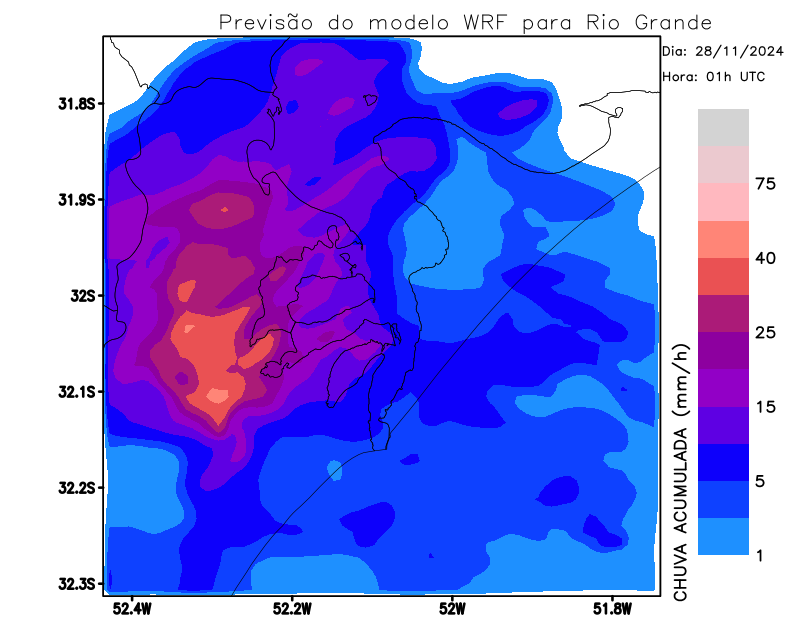 Previsão do modelo WRF para Rio Grande
Dia: 28/11/2024
Hora: 01h UTC
31.8S
31.9S
32S
32.1S
32.2S
32.3S
52.4W
52.2W
52W
51.8W
75
40
25
15
5
1
CHUVA ACUMULADA (mm/h)